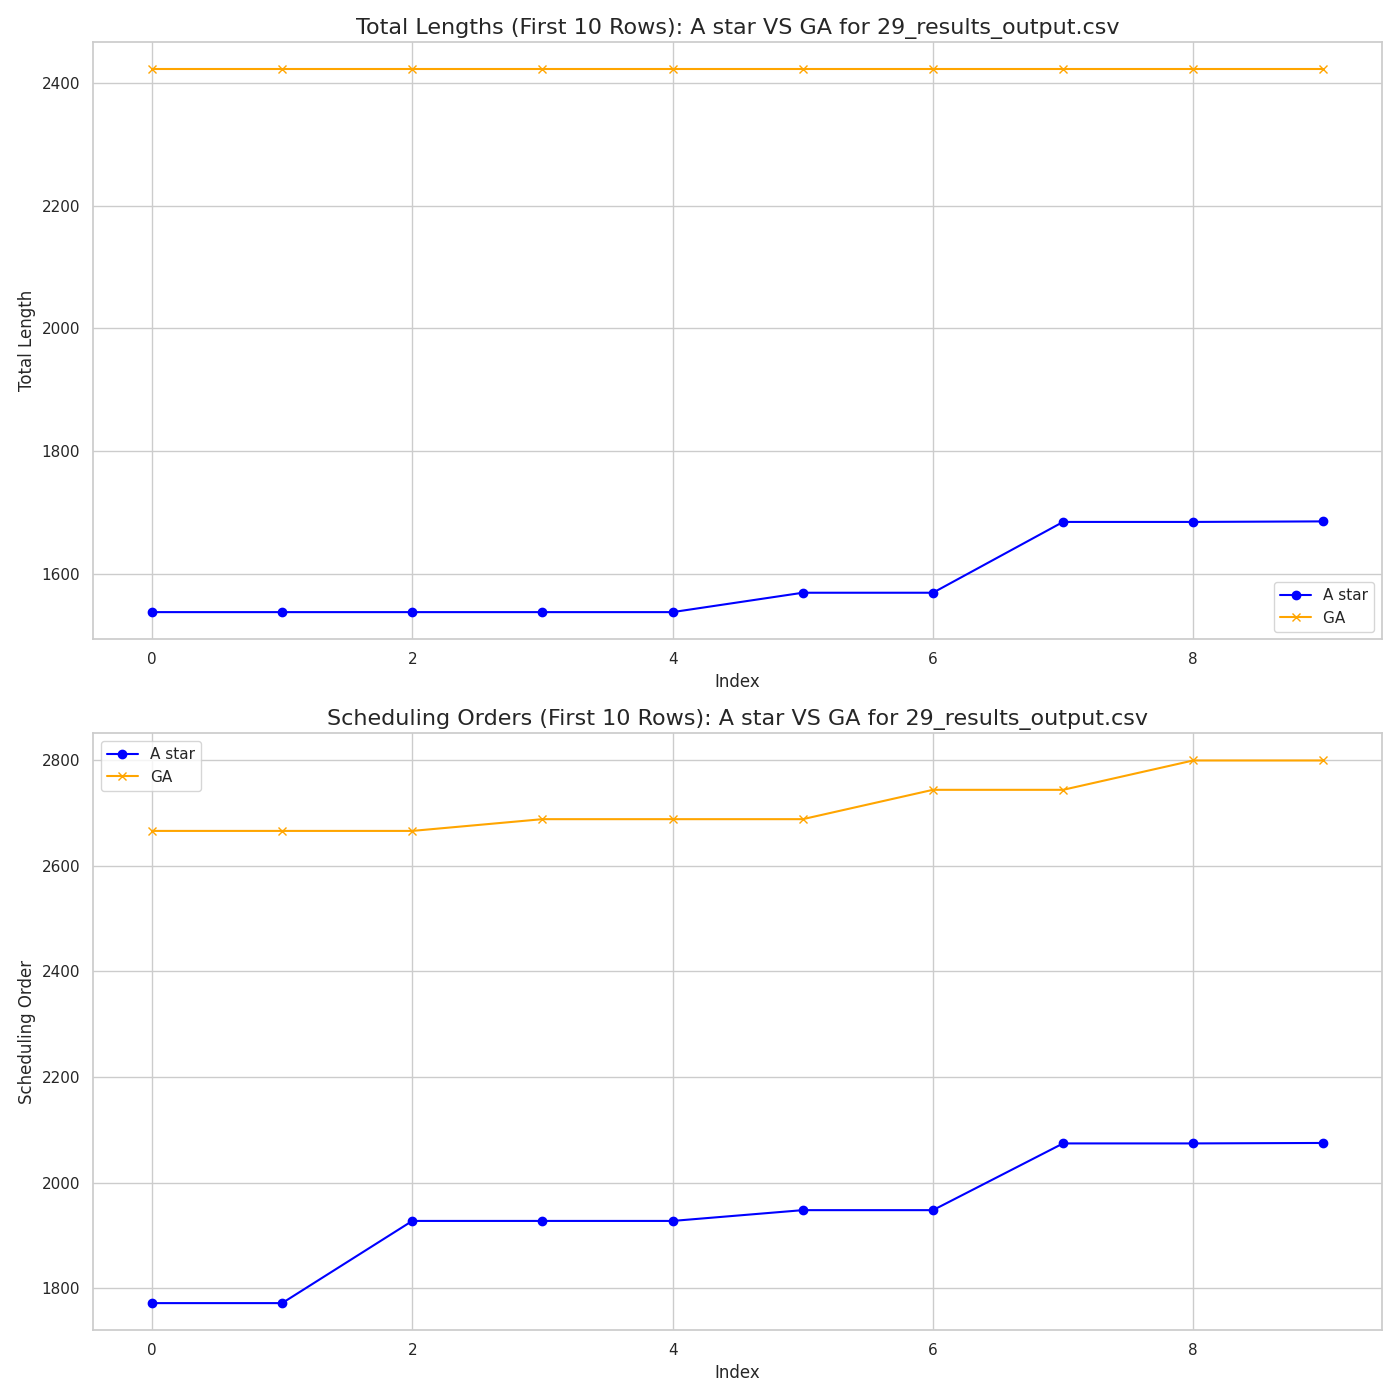 Total Lengths (First 10 Rows): A star VS GA for 29_results_output.csv
2400
2200
2000
1800
1600
Total Length
A star
GA
0 2 4 6 8
Index
Scheduling Orders (First 10 Rows): A star VS GA for 29_results_output.csv
A star
GA
2800
2600
2400
2200
2000
1800
Scheduling Order
0 2 4 6 8
Index